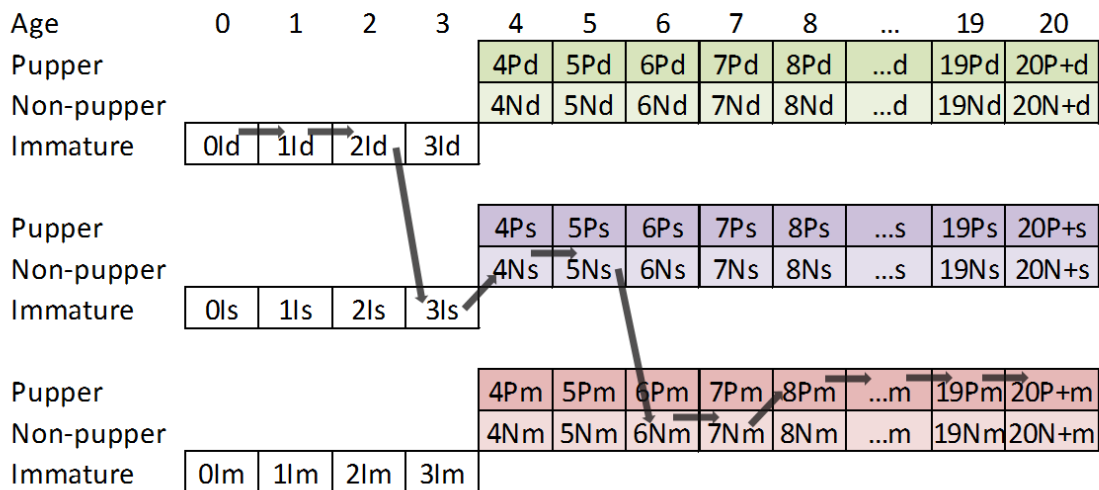 Age 0 1 2 3 4 5 6 7 8 ... 19 20
Pupper 4Pd 5Pd 6Pd 7Pd 8Pd ...d 19Pd 20P+d
Non-pupper 4Nd 5Nd 6Nd 7Nd 8Nd ...d 19Nd 20N+d
Immature 0Id 1Id 2Id 3Id
Pupper 4Ps 5Ps 6Ps 7Ps 8Ps ...s 19Ps 20P+s
Non-pupper 4Ns 5Ns 6Ns 7Ns 8Ns ...s 19Ns 20N+s
Immature 0Is 1Is 2Is 3Is
Pupper 4Pm 5Pm 6Pm 7Pm 8Pm ...m 19Pm 20P+m
Non-pupper 4Nm 5Nm 6Nm 7Nm 8Nm ...m 19Nm 20N+m
Immature 0Im 1Im 2Im 3Im